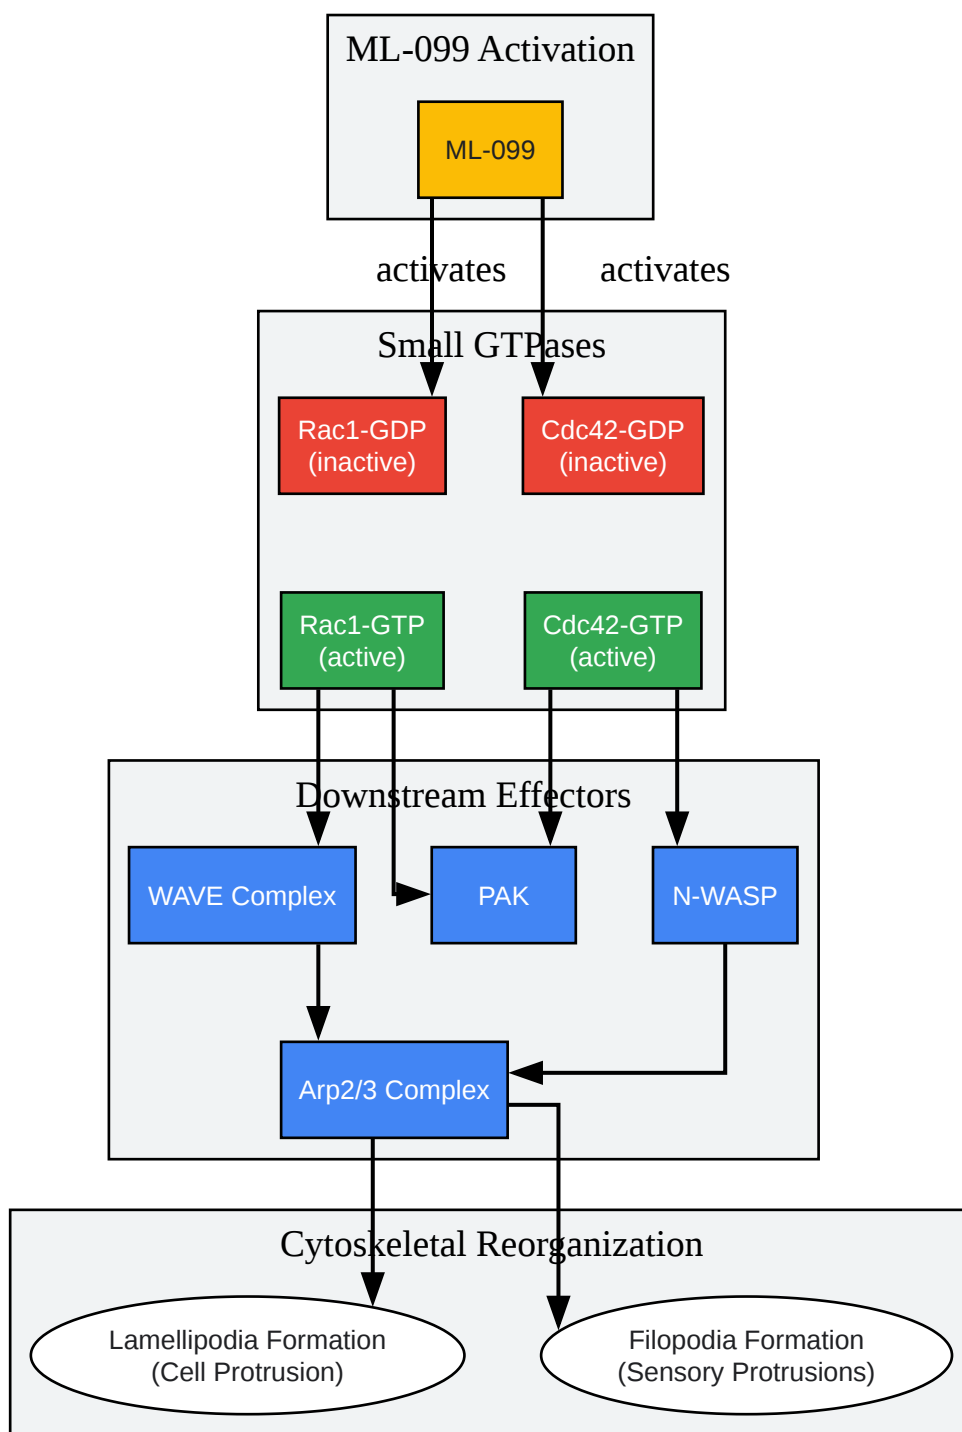 ML-099 Activation
ML-099
activates
activates
Small GTPases
Rac1-GDP
(inactive)
Cdc42-GDP
(inactive)
Rac1-GTP
(active)
Cdc42-GTP
(active)
Downstream Effectors
WAVE Complex
PAK
N-WASP
Arp2/3 Complex
Cytoskeletal Reorganization
Lamellipodia Formation
(Cell Protrusion)
Filopodia Formation
(Sensory Protrusions)